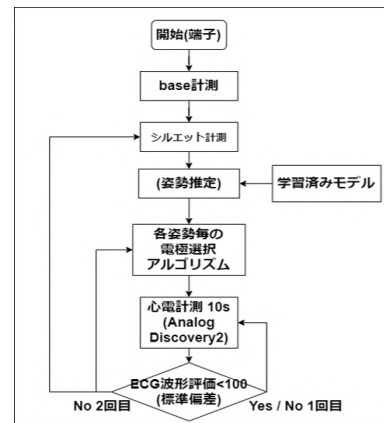 開始(端子)
base計測
シルエット計測
(姿勢推定)
学習済みモデル
各姿勢毎の
電極選択
アルゴリズム
心電計測 10s
(Analog
Discovery2)
ECG波形評価<100
(標準偏差)
No 2回目
Yes / No 1回目